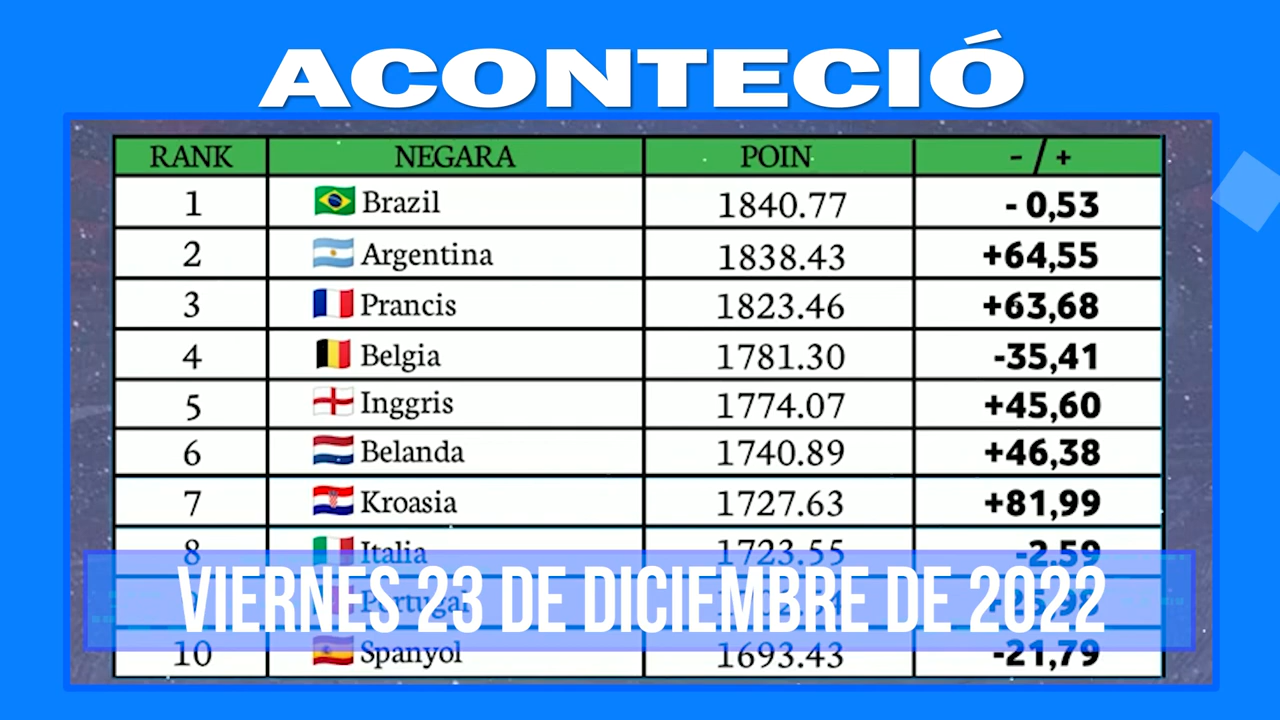 ACONTECIÓ
RANK NEGARA POIN - / +
1 Brazil 1840.77 - 0,53
2 Argentina 1838.43 +64,55
3 Prancis 1823.46 +63,68
4 Belgia 1781.30 -35,41
5 Inggris 1774.07 +45,60
6 Belanda 1740.89 +46,38
7 Kroasia 1727.63 +81,99
8 Italia 1723.55 -2,59
Portugal
VIERNES 23 DE DICIEMBRE DE 2022
10 Spanyol 1693.43 -21,79